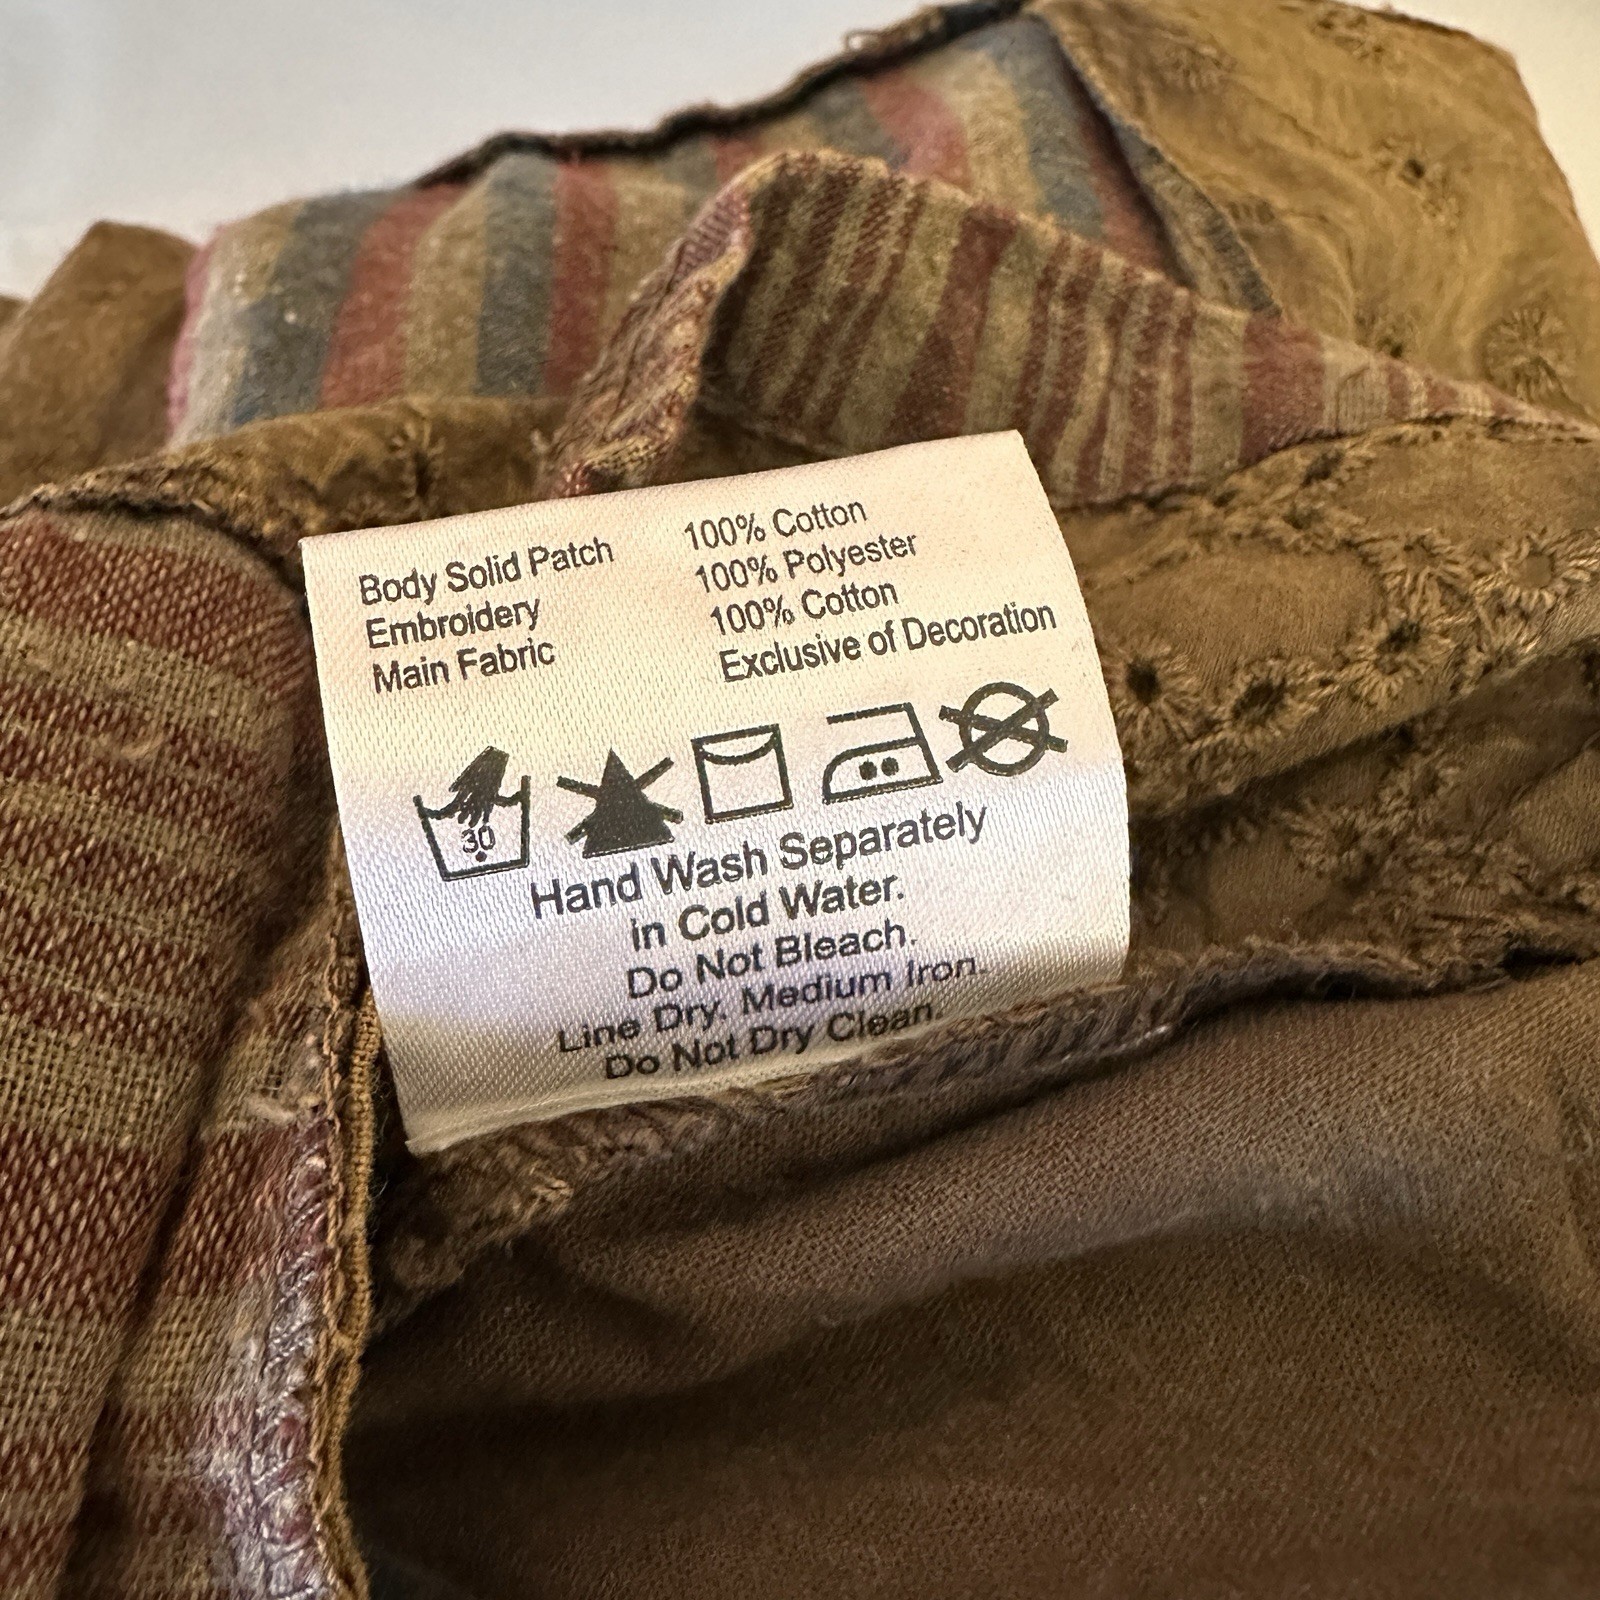 Body Solid Patch 100% Cotton
Embroidery 100% Polyester
Main Fabric 100% Cotton
Exclusive of Decoration
30
Hand Wash Separately
in Cold Water.
Do Not Bleach.
Line Dry. Medium Iron.
Do Not Dry Clean.